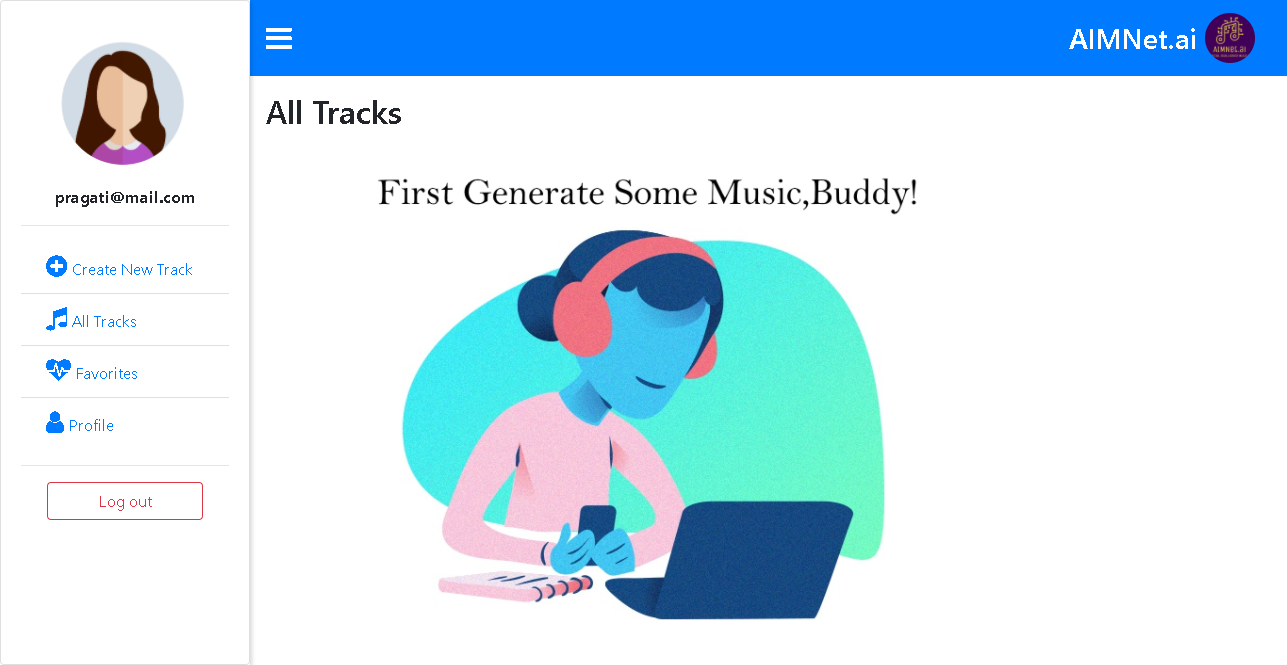 pragati@mail.com
Create New Track
All Tracks
Favorites
Profile
Log out
AIMNet.ai
AIMNet.ai
All Tracks
First Generate Some Music,Buddy!